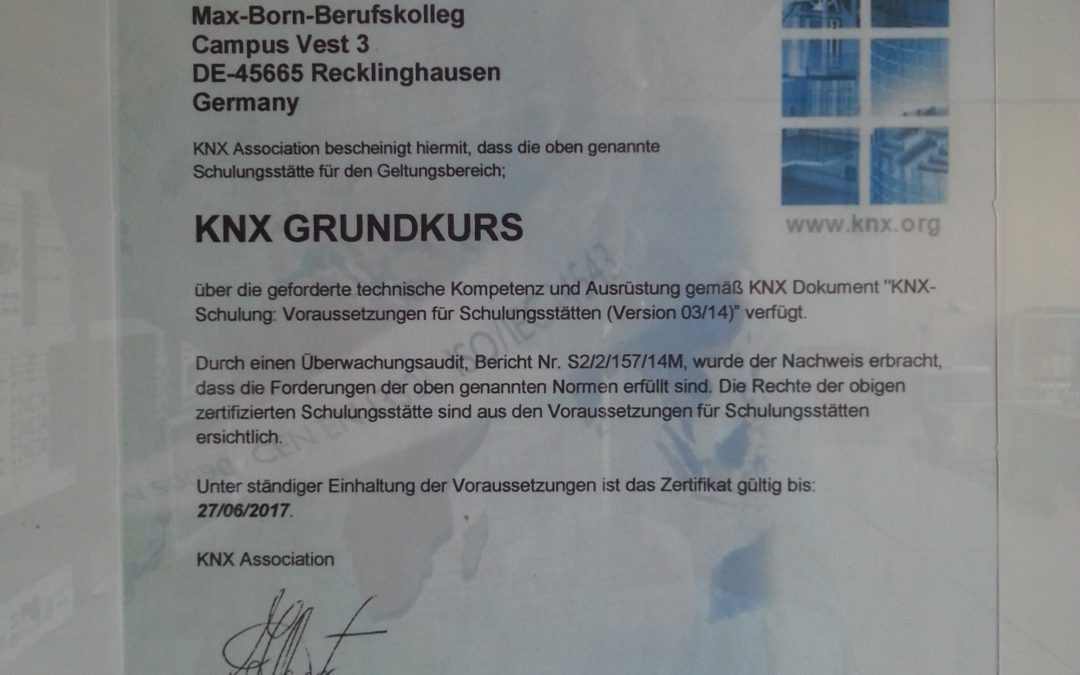 Max-Born-Berufskolleg
Campus Vest 3
DE-45665 Recklinghausen
Germany
KNX Association bescheinigt hiermit, dass die oben genannte
Schulungsstätte für den Geltungsbereich;
www.knx.org
KNX GRUNDKURS
über die geforderte technische Kompetenz und Ausrüstung gemäß KNX Dokument "KNX-
Schulung: Voraussetzungen für Schulungsstätten (Version 03/14)" verfügt.
Durch einen Überwachungsaudit, Bericht Nr. S2/2/157/14M, wurde der Nachweis erbracht,
dass die Forderungen der oben genannten Normen erfüllt sind. Die Rechte der obigen
zertifizierten Schulungsstätte sind aus den Voraussetzungen für Schulungsstätten
ersichtlich.
Unter ständiger Einhaltung der Voraussetzungen ist das Zertifikat gültig bis:
27/06/2017.
KNX Association